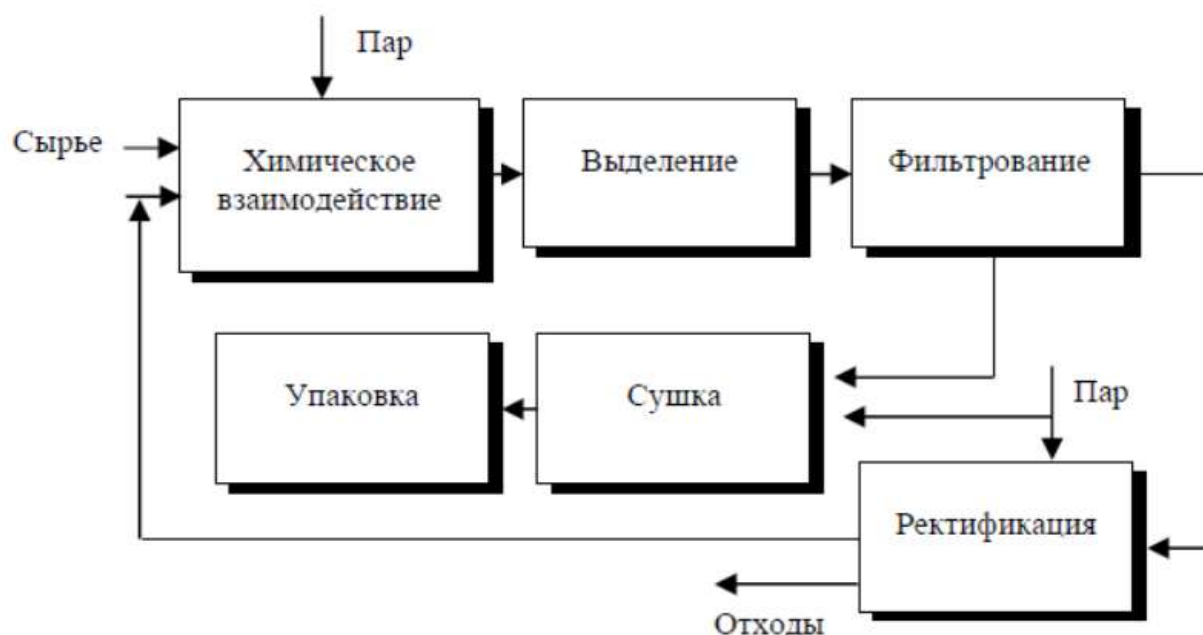 Пар
Сырье
Химическое
взаимодействие
Выделение
Фильтрование
Упаковка
Сушка
Пар
Ректификация
Отходы